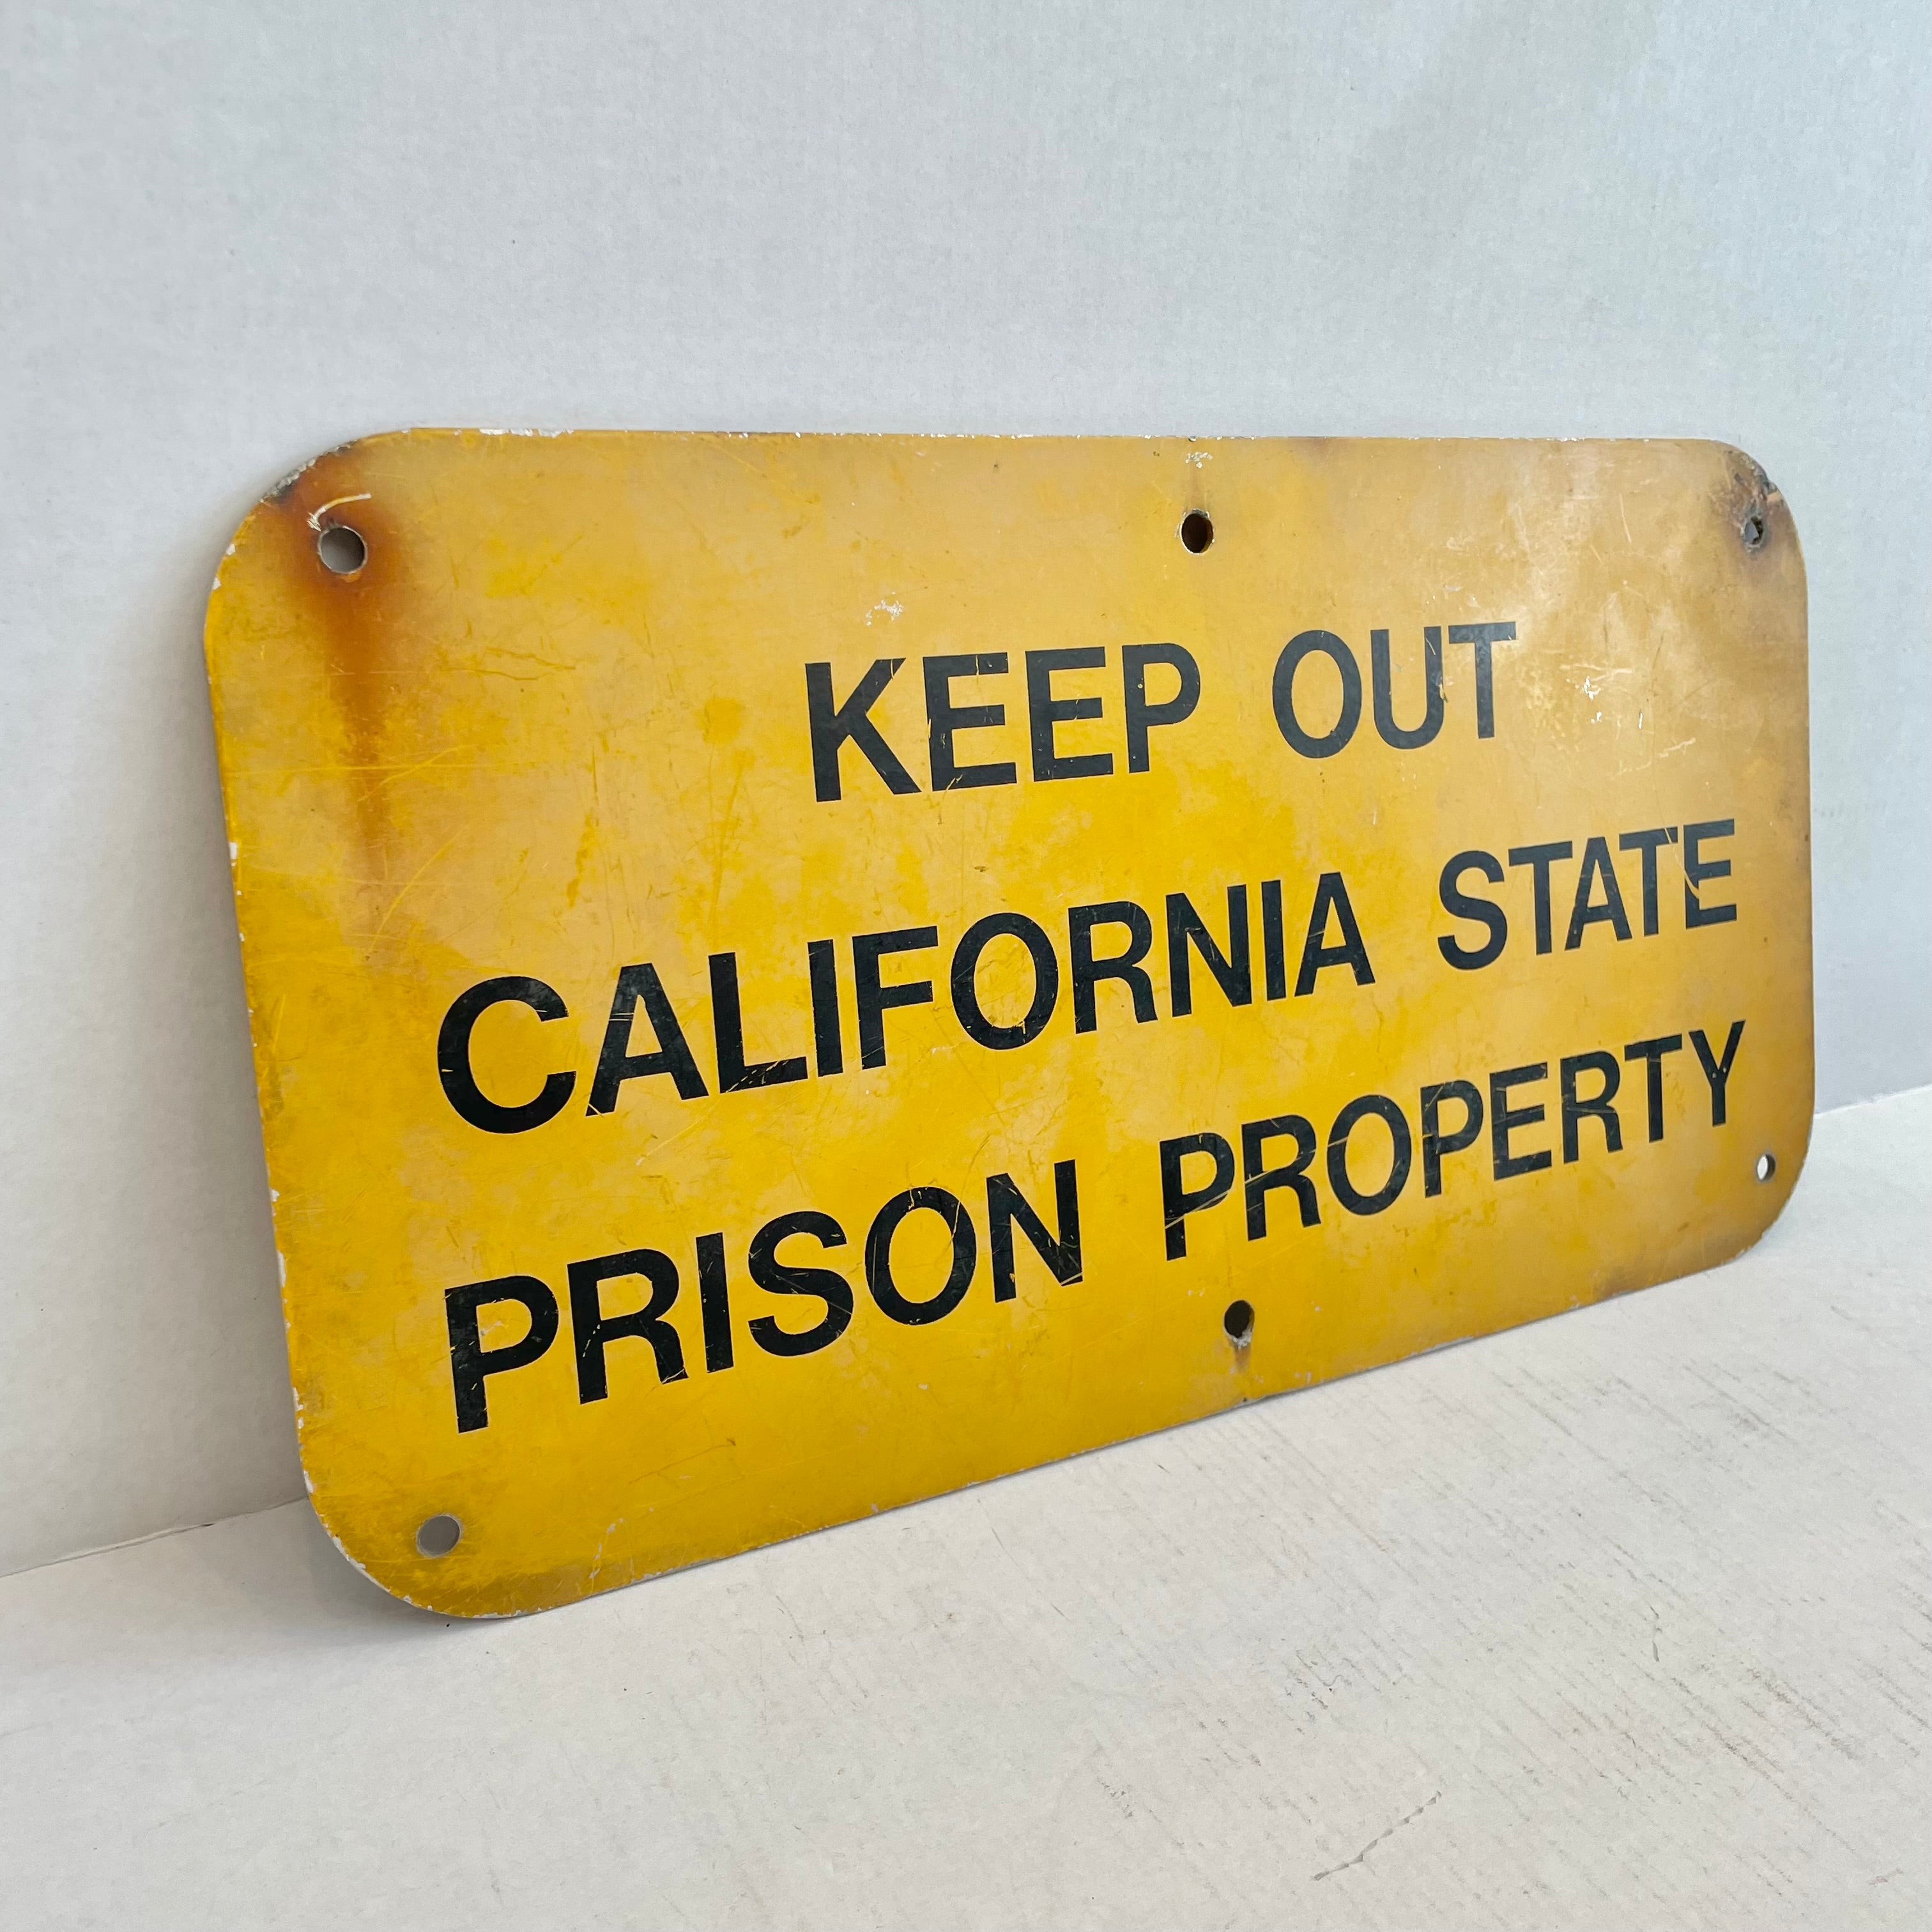 KEEP OUT
CALIFORNIA STATE
PRISON PROPERTY